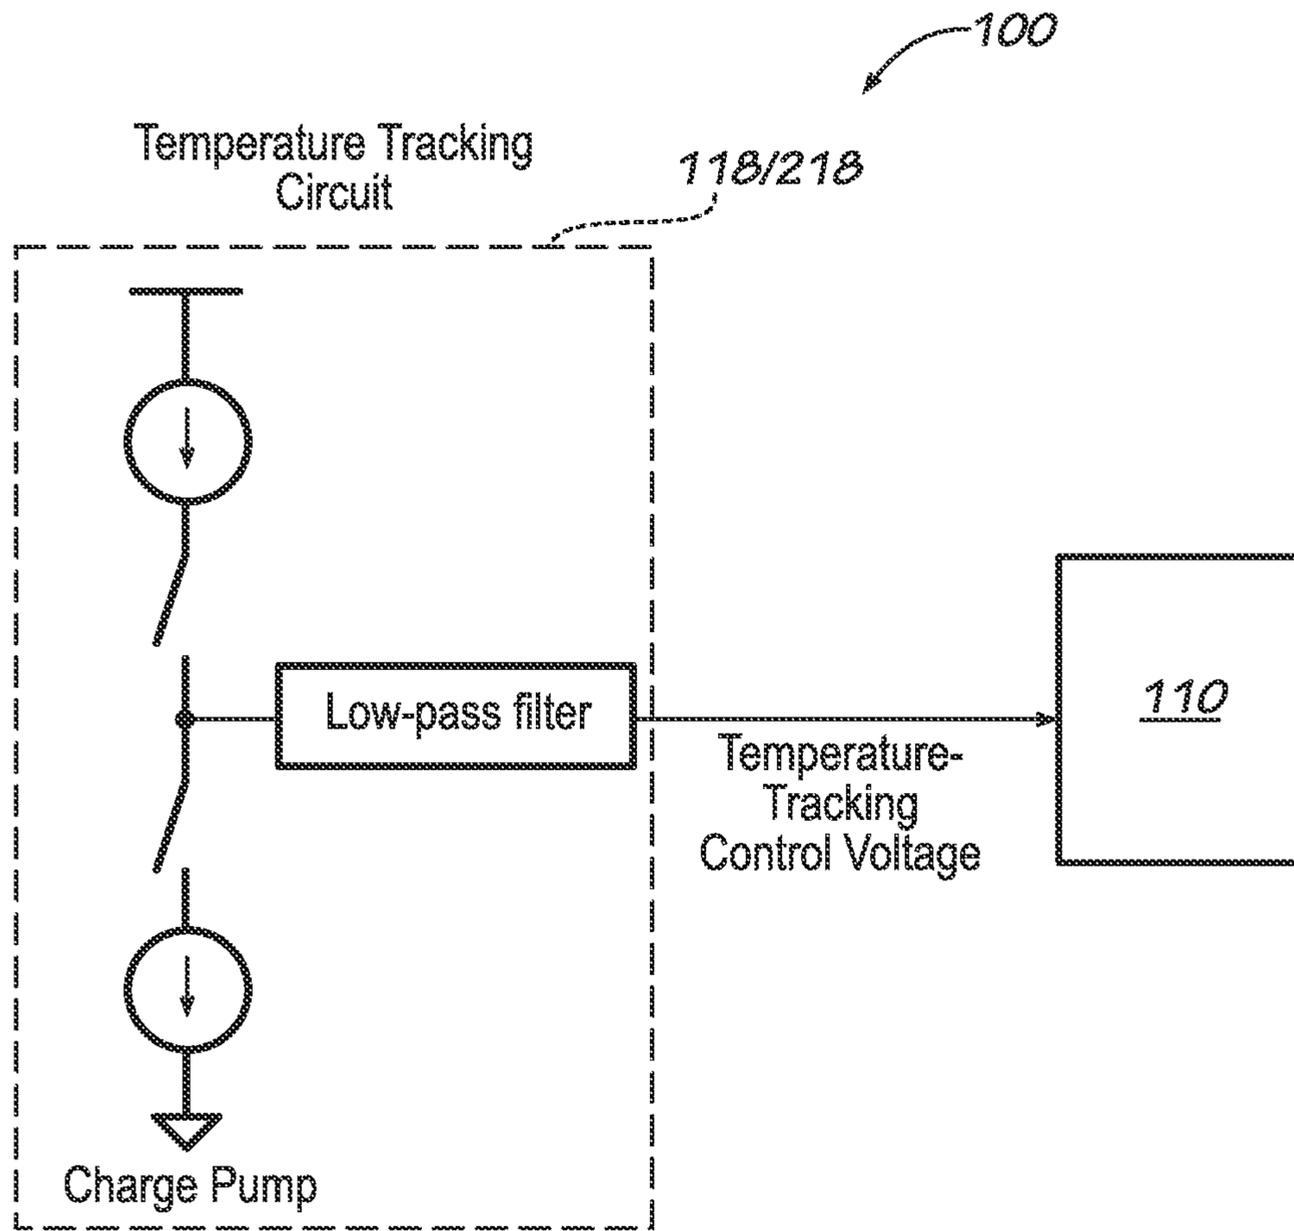 100
Temperature Tracking
Circuit
118/218
Low-pass filter
110
Temperature-
Tracking
Control Voltage
Charge Pump